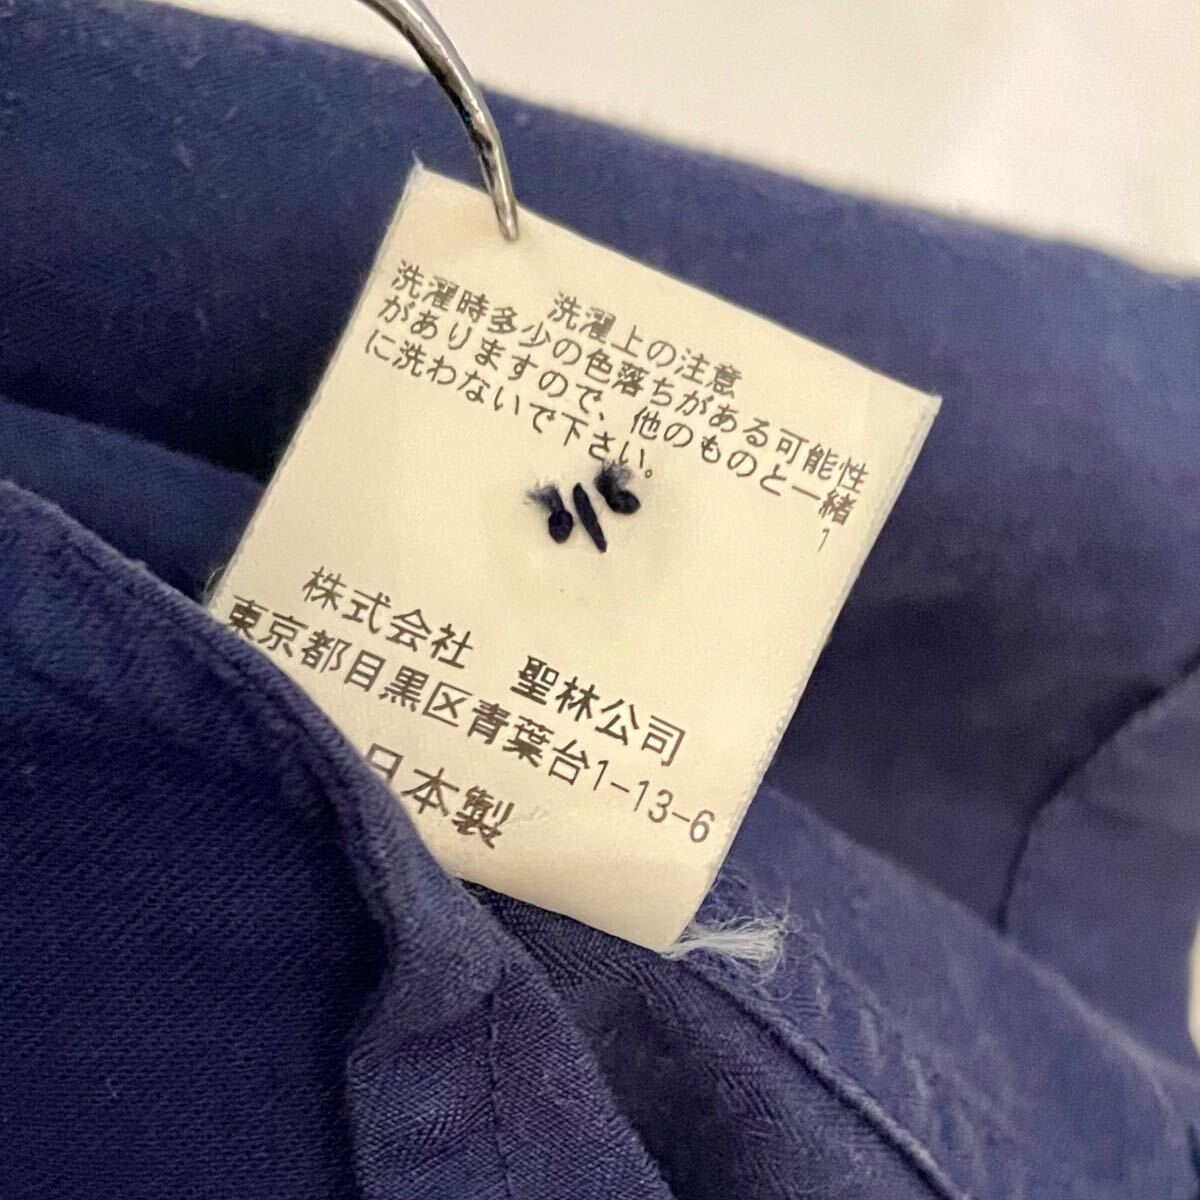 洗濯上の注意
洗濯時多少の色落ちがある可能性
がありますので、他のものと一緒
に洗わないで下さい。
1
株式会社 聖林公司
東京都目黒区青葉台1-13-6
日本製